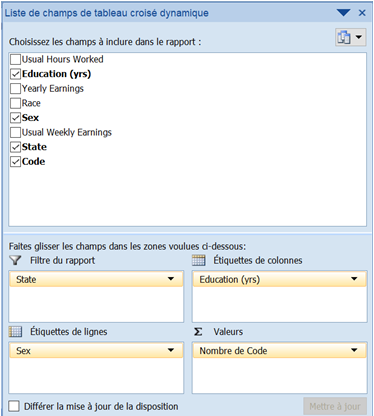 Liste de champs de tableau croisé dynamique
Choisissez les champs à inclure dans le rapport :
Usual Hours Worked
Education (yrs)
Yearly Earnings
Race
Sex
Usual Weekly Earnings
State
Code
Faites glisser les champs dans les zones voulues ci-dessous:
Filtre du rapport
Étiquettes de colonnes
State
Education (yrs)
Étiquettes de lignes
Σ Valeurs
Sex
Nombre de Code
Différer la mise à jour de la disposition
Mettre à jour